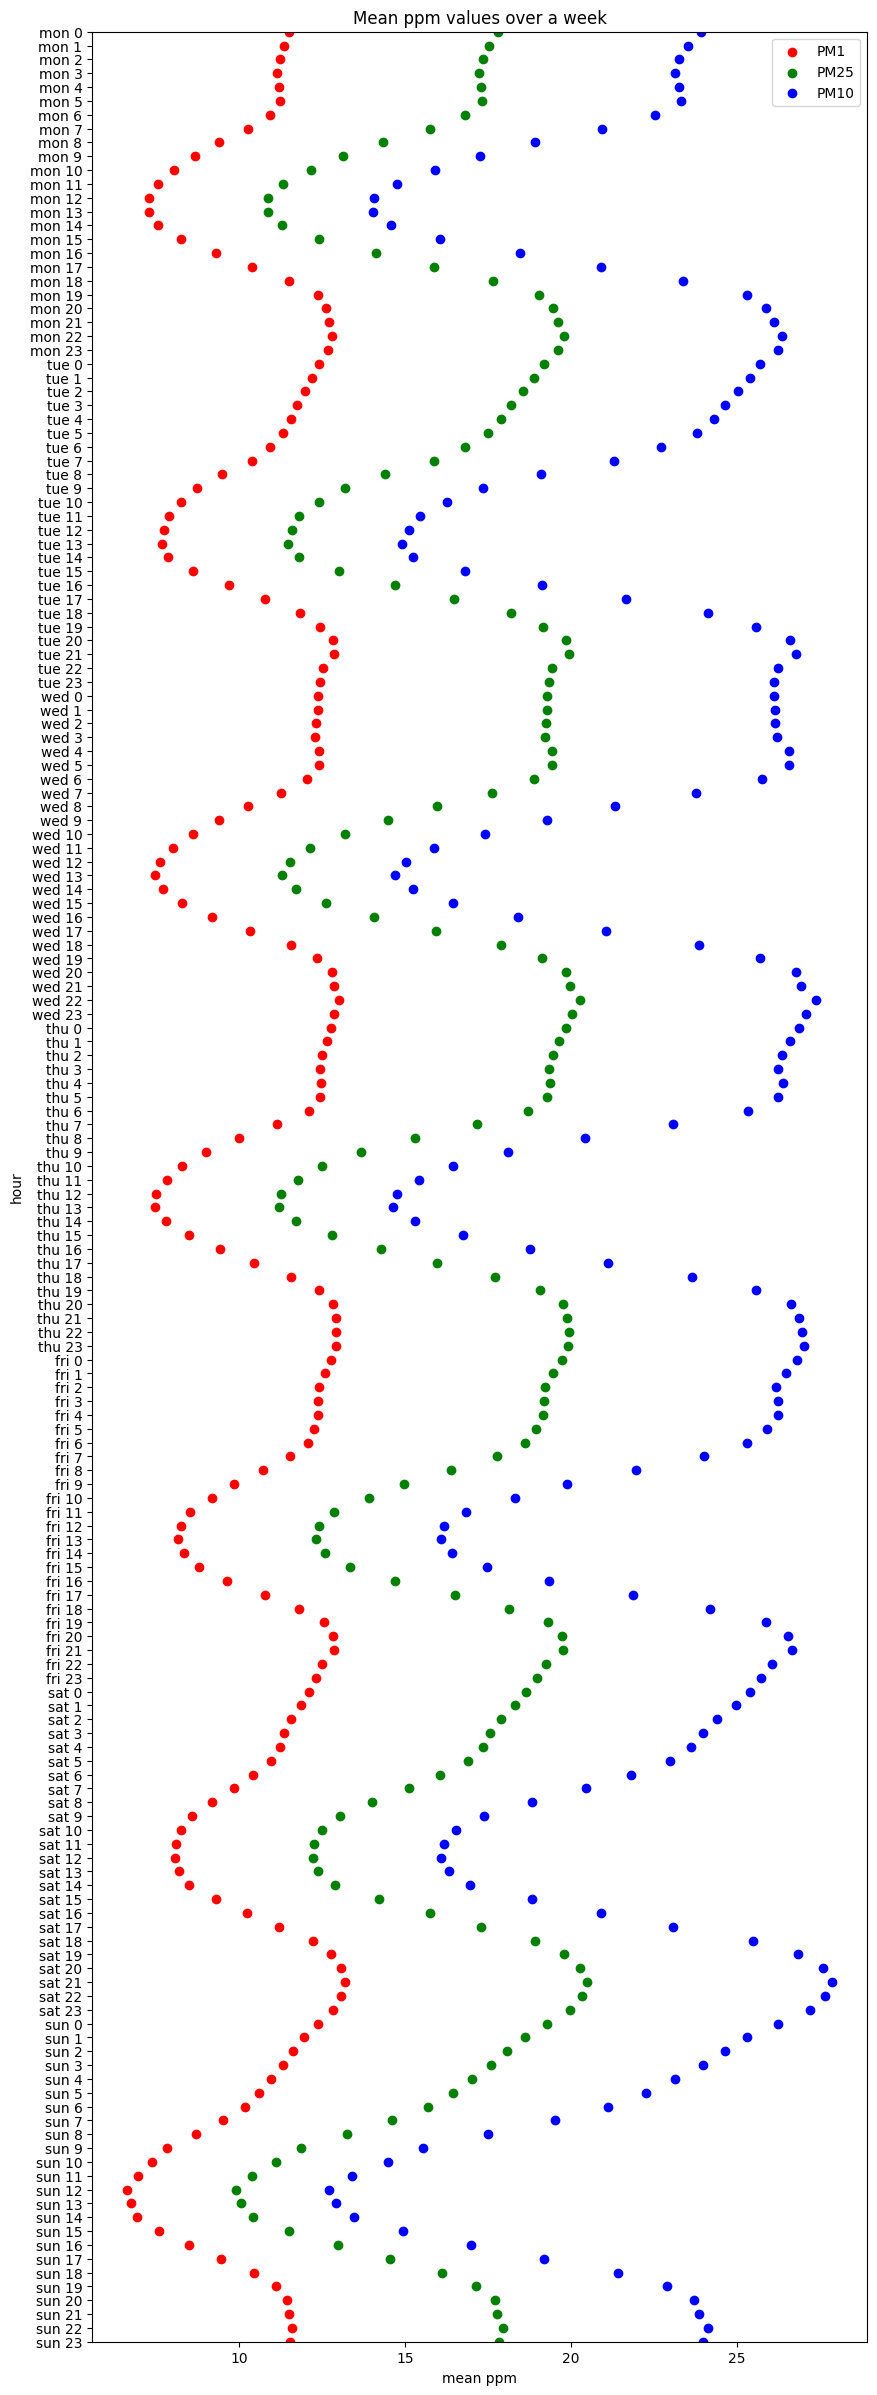 Mean ppm values over a week
PM1
PM25
PM10
mon 0
mon 1
mon 2
mon 3
mon 4
mon 5
mon 6
mon 7
mon 8
mon 9
mon 10
mon 11
mon 12
mon 13
mon 14
mon 15
mon 16
mon 17
mon 18
mon 19
mon 20
mon 21
mon 22
mon 23
tue 0
tue 1
tue 2
tue 3
tue 4
tue 5
tue 6
tue 7
tue 8
tue 9
tue 10
tue 11
tue 12
tue 13
tue 14
tue 15
tue 16
tue 17
tue 18
tue 19
tue 20
tue 21
tue 22
tue 23
wed 0
wed 1
wed 2
wed 3
wed 4
wed 5
wed 6
wed 7
wed 8
wed 9
wed 10
wed 11
wed 12
wed 13
wed 14
wed 15
wed 16
wed 17
wed 18
wed 19
wed 20
wed 21
wed 22
wed 23
thu 0
thu 1
thu 2
thu 3
thu 4
thu 5
thu 6
thu 7
thu 8
thu 9
thu 10
thu 11
thu 12
thu 13
thu 14
thu 15
thu 16
thu 17
thu 18
thu 19
thu 20
thu 21
thu 22
thu 23
fri 0
fri 1
fri 2
fri 3
fri 4
fri 5
fri 6
fri 7
fri 8
fri 9
fri 10
fri 11
fri 12
fri 13
fri 14
fri 15
fri 16
fri 17
fri 18
fri 19
fri 20
fri 21
fri 22
fri 23
sat 0
sat 1
sat 2
sat 3
sat 4
sat 5
sat 6
sat 7
sat 8
sat 9
sat 10
sat 11
sat 12
sat 13
sat 14
sat 15
sat 16
sat 17
sat 18
sat 19
sat 20
sat 21
sat 22
sat 23
sun 0
sun 1
sun 2
sun 3
sun 4
sun 5
sun 6
sun 7
sun 8
sun 9
sun 10
sun 11
sun 12
sun 13
sun 14
sun 15
sun 16
sun 17
sun 18
sun 19
sun 20
sun 21
sun 22
sun 23
hour
10 15 20 25
mean ppm